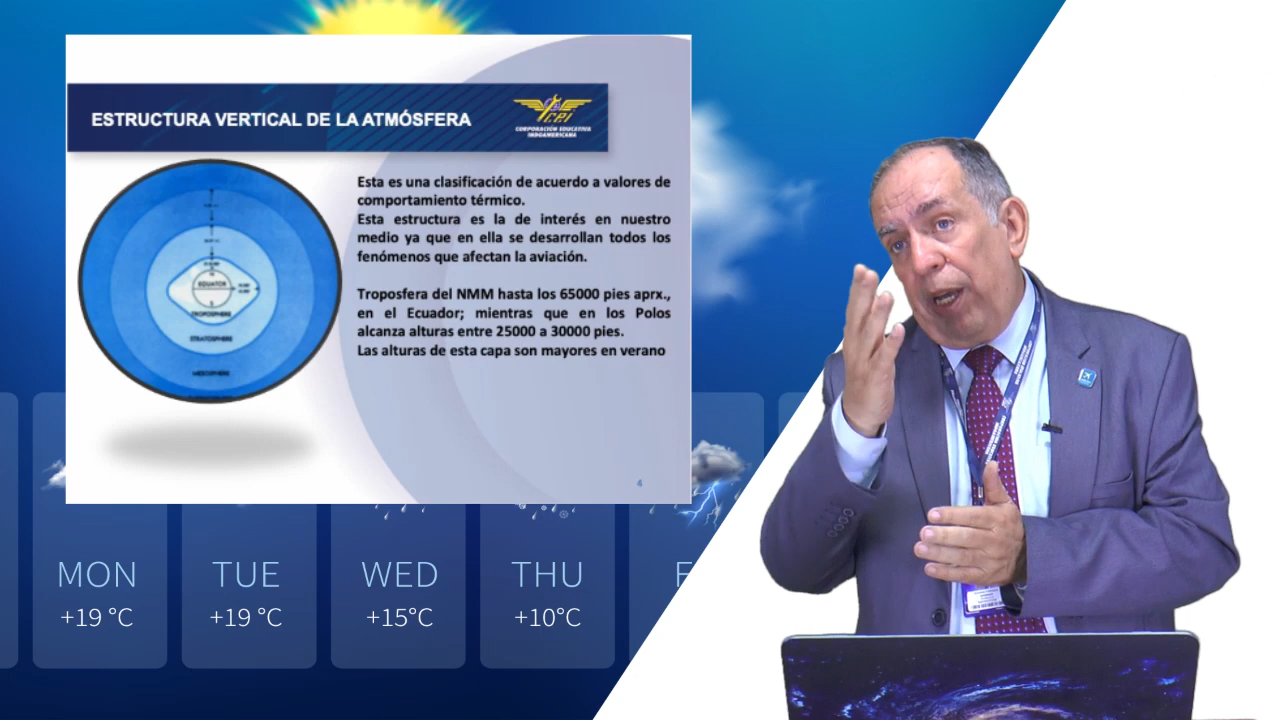 ESTRUCTURA VERTICAL DE LA ATMÓSFERA
CEI
CORPORACIÓN EDUCATIVA
INDOAMERICANA
Esta es una clasificación de acuerdo a valores de
comportamiento térmico.
Esta estructura es la de interés en nuestro
medio ya que en ella se desarrollan todos los
fenómenos que afectan la aviación.
Troposfera del NMM hasta los 65000 pies aprx.,
en el Ecuador; mientras que en los Polos
alcanza alturas entre 25000 a 30000 pies.
Las alturas de esta capa son mayores en verano
EQUATOR
TROPOSPHERE
STRATOSPHERE
MESOSPHERE
4
MON
+19 °C
TUE
+19 °C
WED
+15°C
THU
+10°C
F